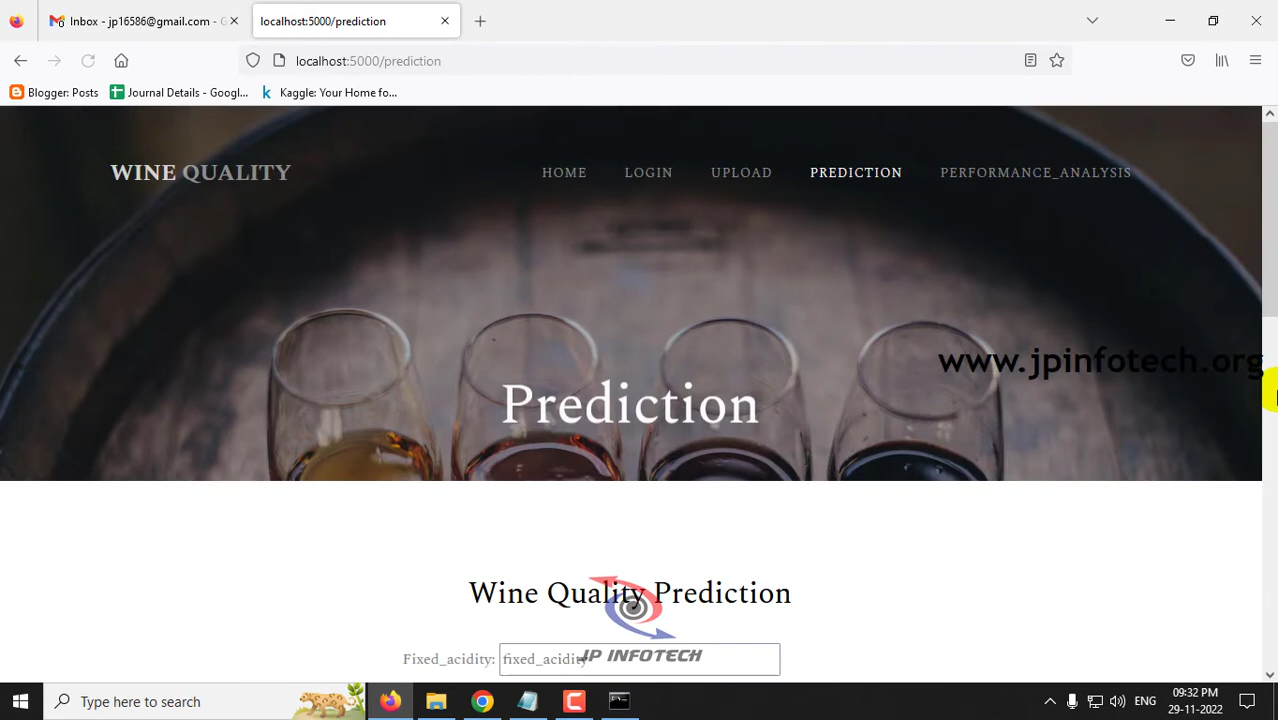 Inbox - jp16586@gmail.com - G
localhost:5000/prediction
localhost:5000/prediction
Blogger: Posts
Journal Details - Googl...
Kaggle: Your Home fo...
WINE QUALITY
HOME
LOGIN
UPLOAD
PREDICTION
PERFORMANCE_ANALYSIS
www.jpinfotech.org
Prediction
Wine Quality Prediction
Fixed_acidity: fixed_acidity
JP INFOTECH
Type here to search
ENG
09:32 PM
29-11-2022